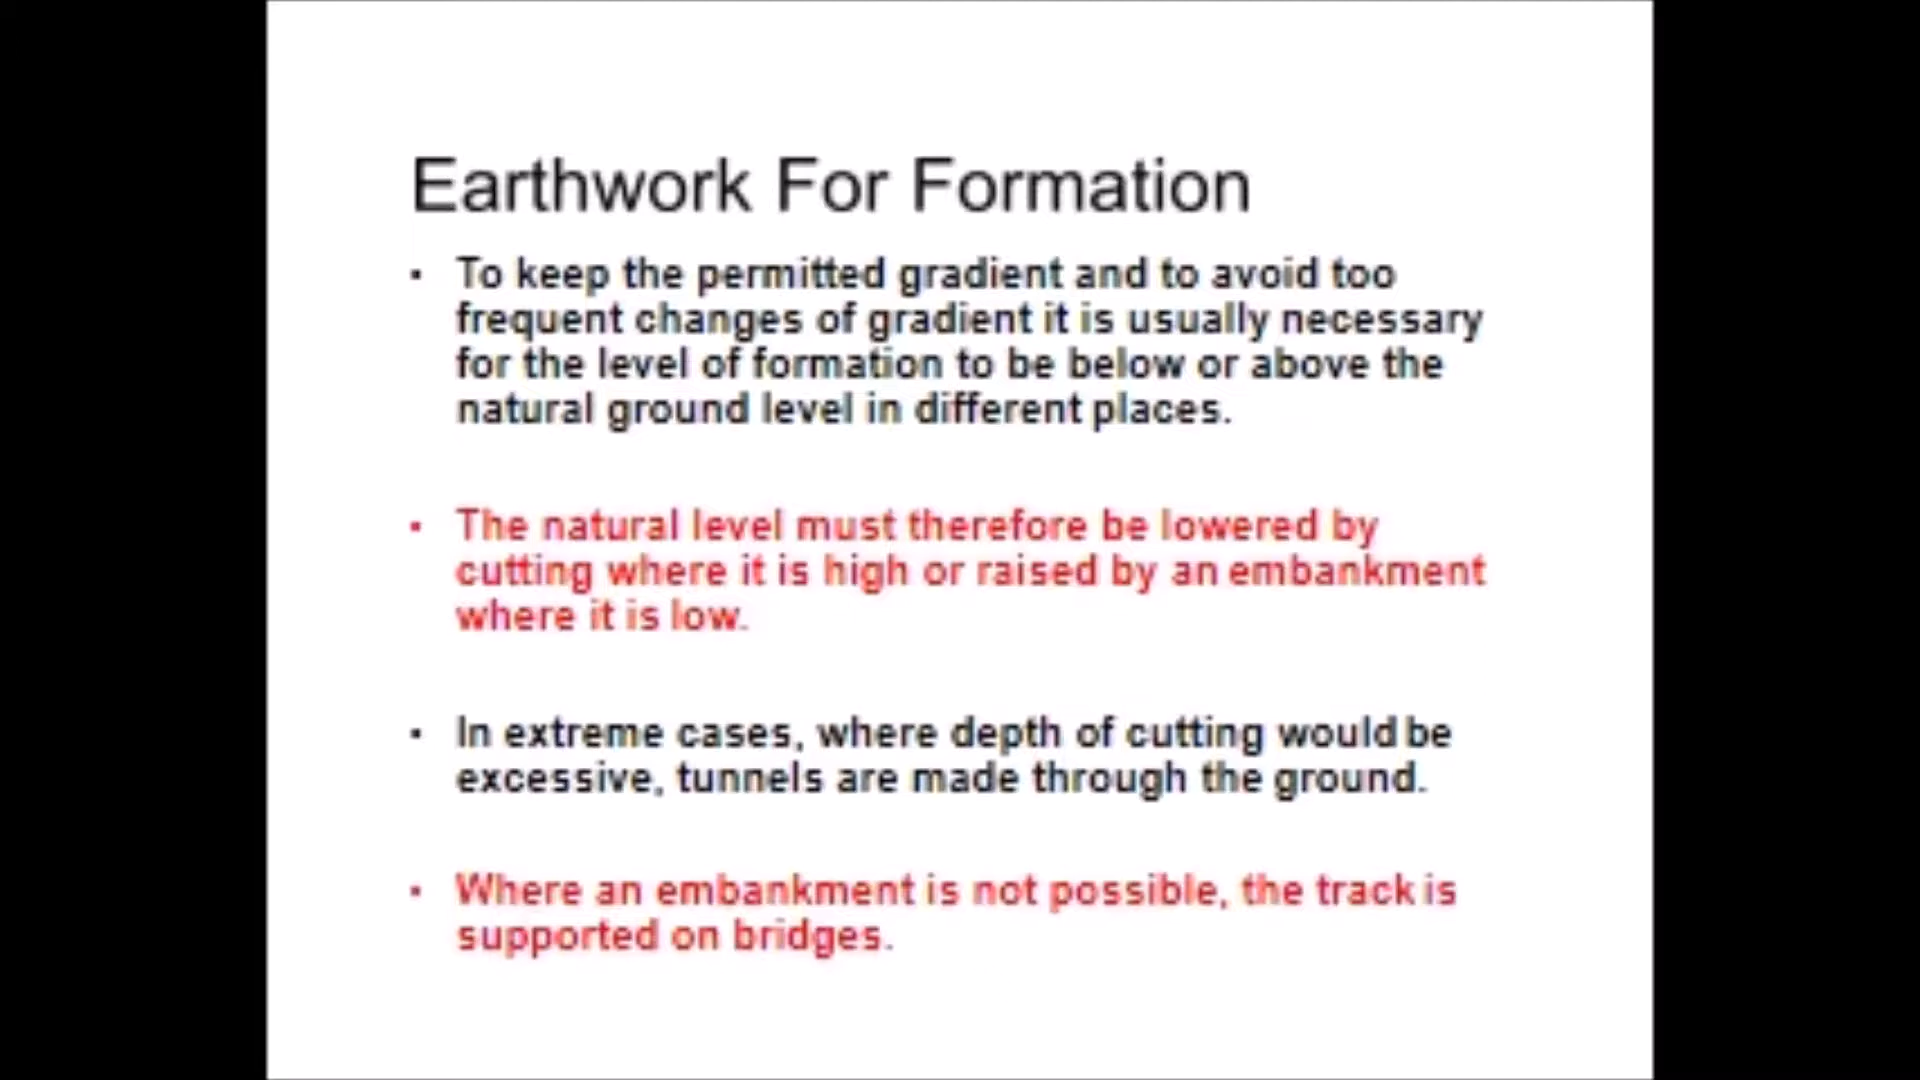 Earthwork For Formation
▪ To keep the permitted gradient and to avoid too
frequent changes of gradient it is usually necessary
for the level of formation to be below or above the
natural ground level in different places.
▪ The natural level must therefore be lowered by
cutting where it is high or raised by an embankment
where it is low.
▪ In extreme cases, where depth of cutting would be
excessive, tunnels are made through the ground.
▪ Where an embankment is not possible, the track is
supported on bridges.